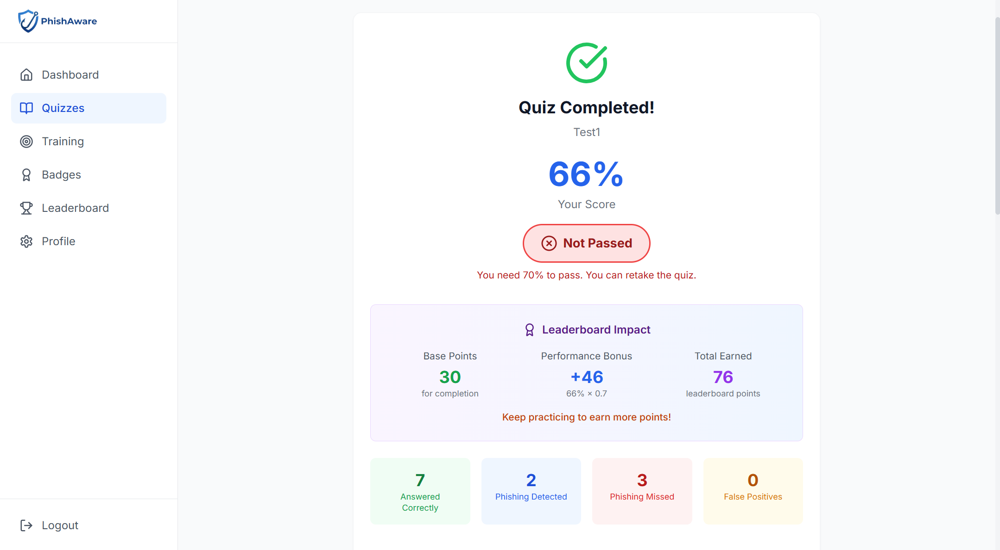 PhishAware
Dashboard
Quizzes
Training
Badges
Leaderboard
Profile
Logout
Quiz Completed!
Test1
66%
Your Score
Not Passed
You need 70% to pass. You can retake the quiz.
Leaderboard Impact
Base Points
30
for completion
Performance Bonus
+46
66% × 0.7
Total Earned
76
leaderboard points
Keep practicing to earn more points!
7
Answered
Correctly
2
Phishing Detected
3
Phishing Missed
0
False Positives